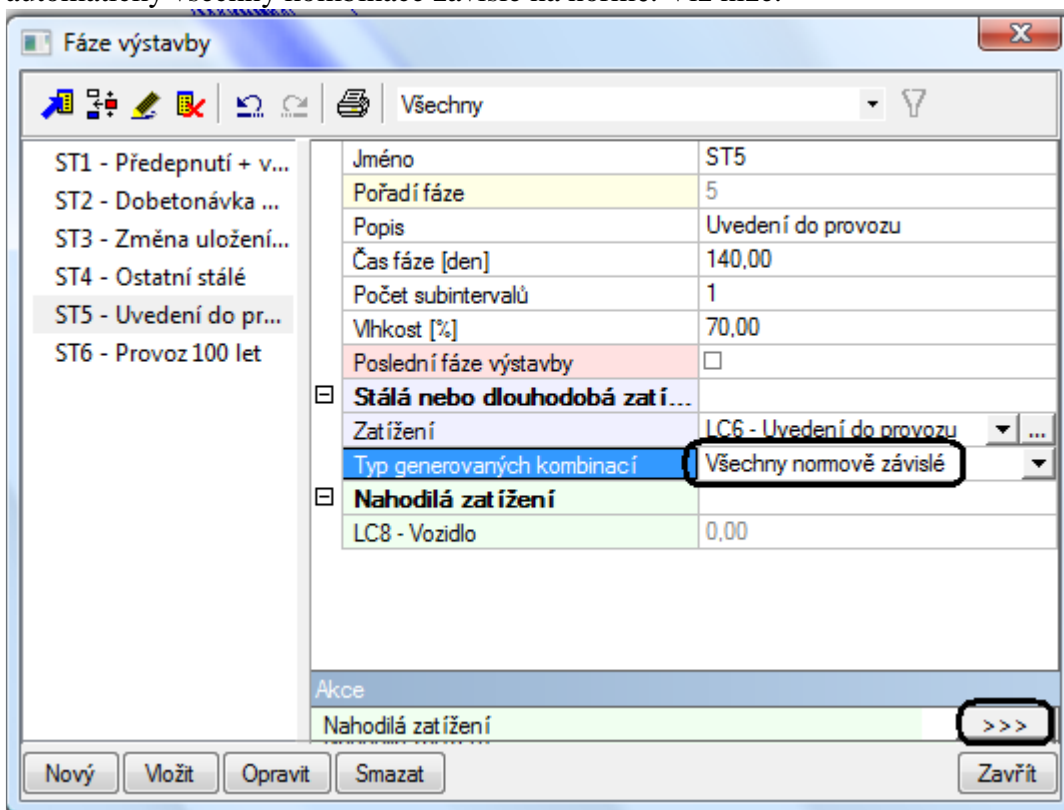 Fáze výstavby
Všechny
ST1 - Předepnutí + v...
ST2 - Dobetonávka ...
ST3 - Změna uložení...
ST4 - Ostatní stálé
ST5 - Uvedení do pr...
ST6 - Provoz 100 let
Jméno ST5
Pořadí fáze 5
Popis Uvedení do provozu
Čas fáze [den] 140,00
Počet subintervalů 1
Vlhkost [%] 70,00
Poslední fáze výstavby
Stálá nebo dlouhodobá zatí...
Zatížení LC6 - Uvedení do provozu ...
Typ generovaných kombinací Všechny normově závislé
Nahodilá zatížení
LC8 - Vozidlo 0,00
Akce
Nahodilá zatížení >>>
Nový Vložit Opravit Smazat Zavřít